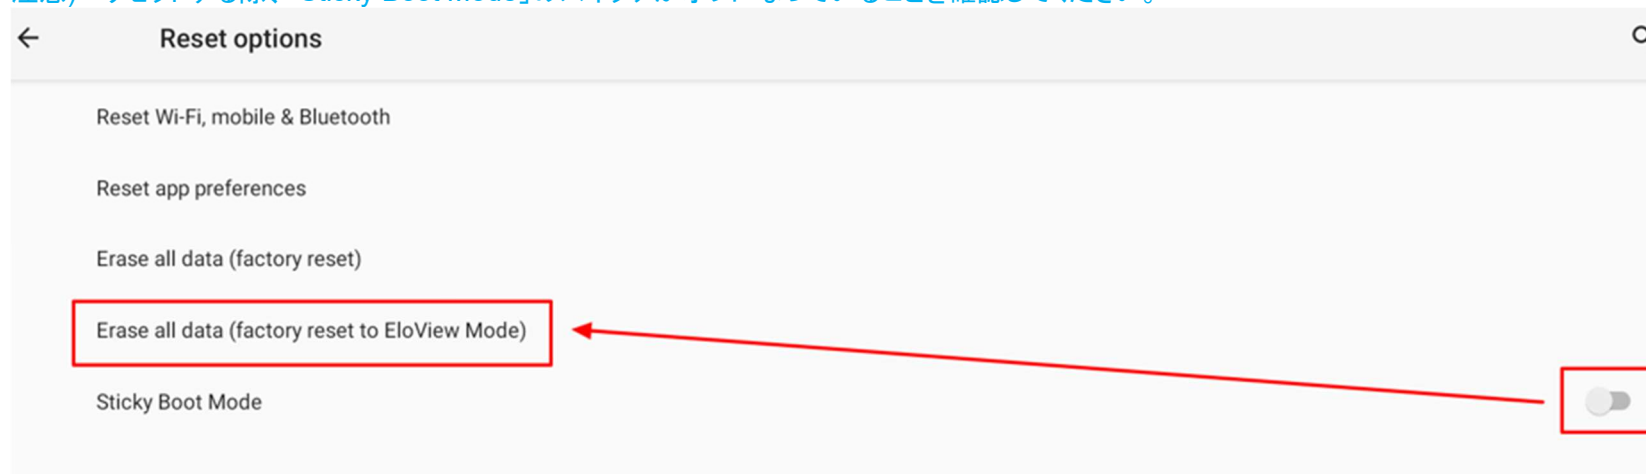 Reset options
Reset Wi-Fi, mobile & Bluetooth
Reset app preferences
Erase all data (factory reset)
Erase all data (factory reset to EloView Mode)
Sticky Boot Mode